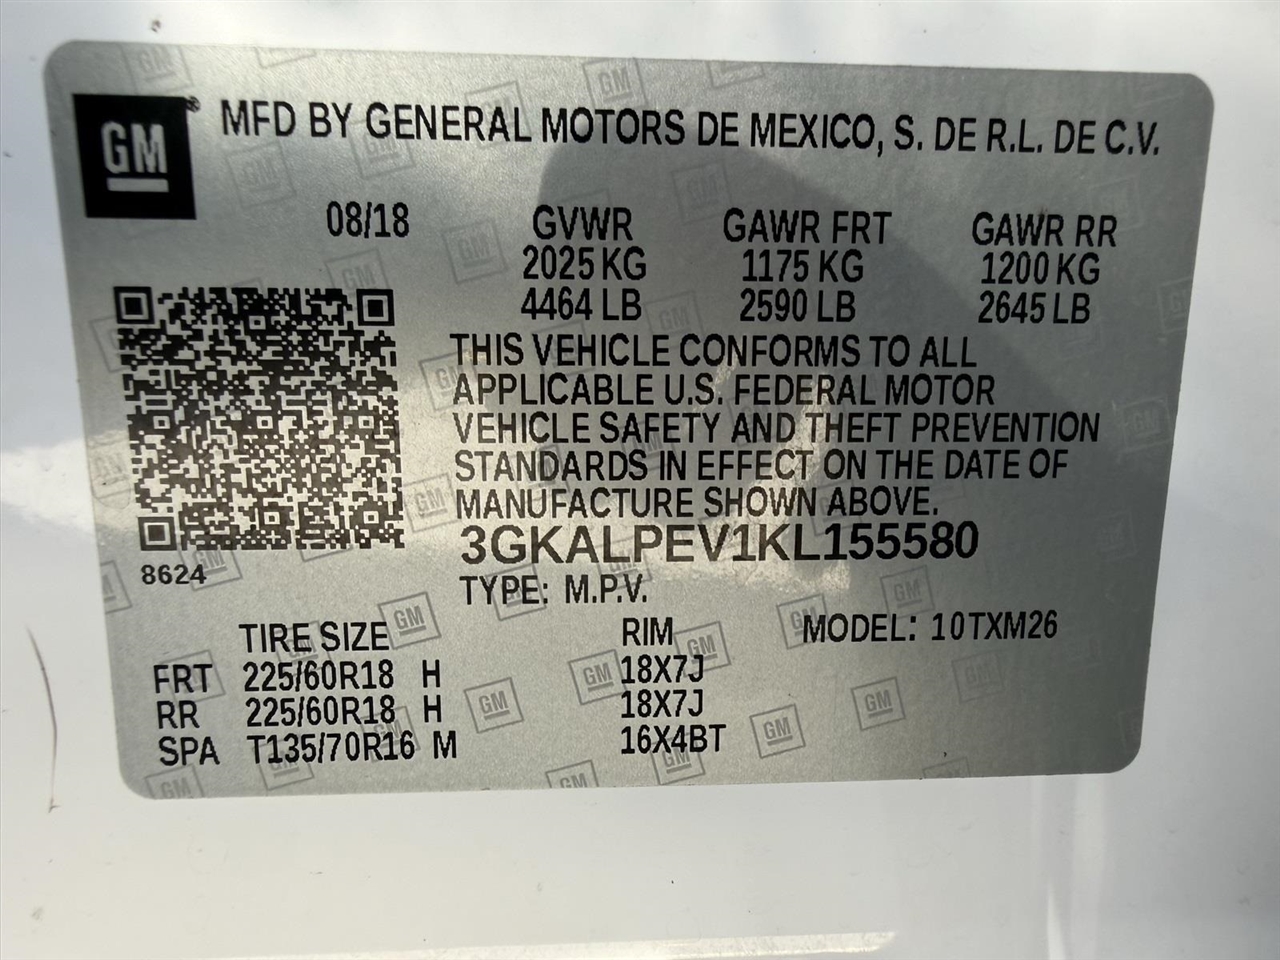 GM ® MFD BY GENERAL MOTORS DE MEXICO, S. DE R.L. DE C.V.
08/18 GVWR GAWR FRT GAWR RR
2025 KG 1175 KG 1200 KG
4464 LB 2590 LB 2645 LB
THIS VEHICLE CONFORMS TO ALL
APPLICABLE U.S. FEDERAL MOTOR
VEHICLE SAFETY AND THEFT PREVENTION
STANDARDS IN EFFECT ON THE DATE OF
MANUFACTURE SHOWN ABOVE.
3GKALPEV1KL155580
8624
TYPE: M.P.V.
TIRE SIZE RIM MODEL: 10TXM26
FRT 225/60R18 H 18X7J
RR 225/60R18 H 18X7J
SPA T135/70R16 M 16X4BT